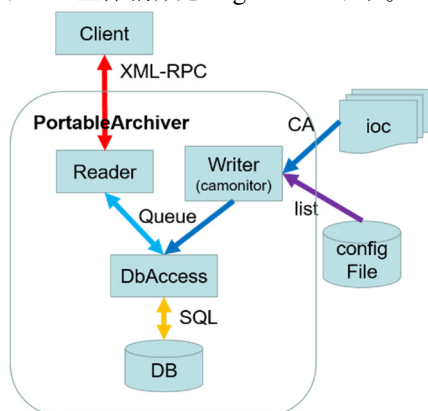 Client
XML-RPC
PortableArchiver
CA
ioc
Reader
Writer
(camonitor)
Queue
list
config
File
DbAccess
SQL
DB